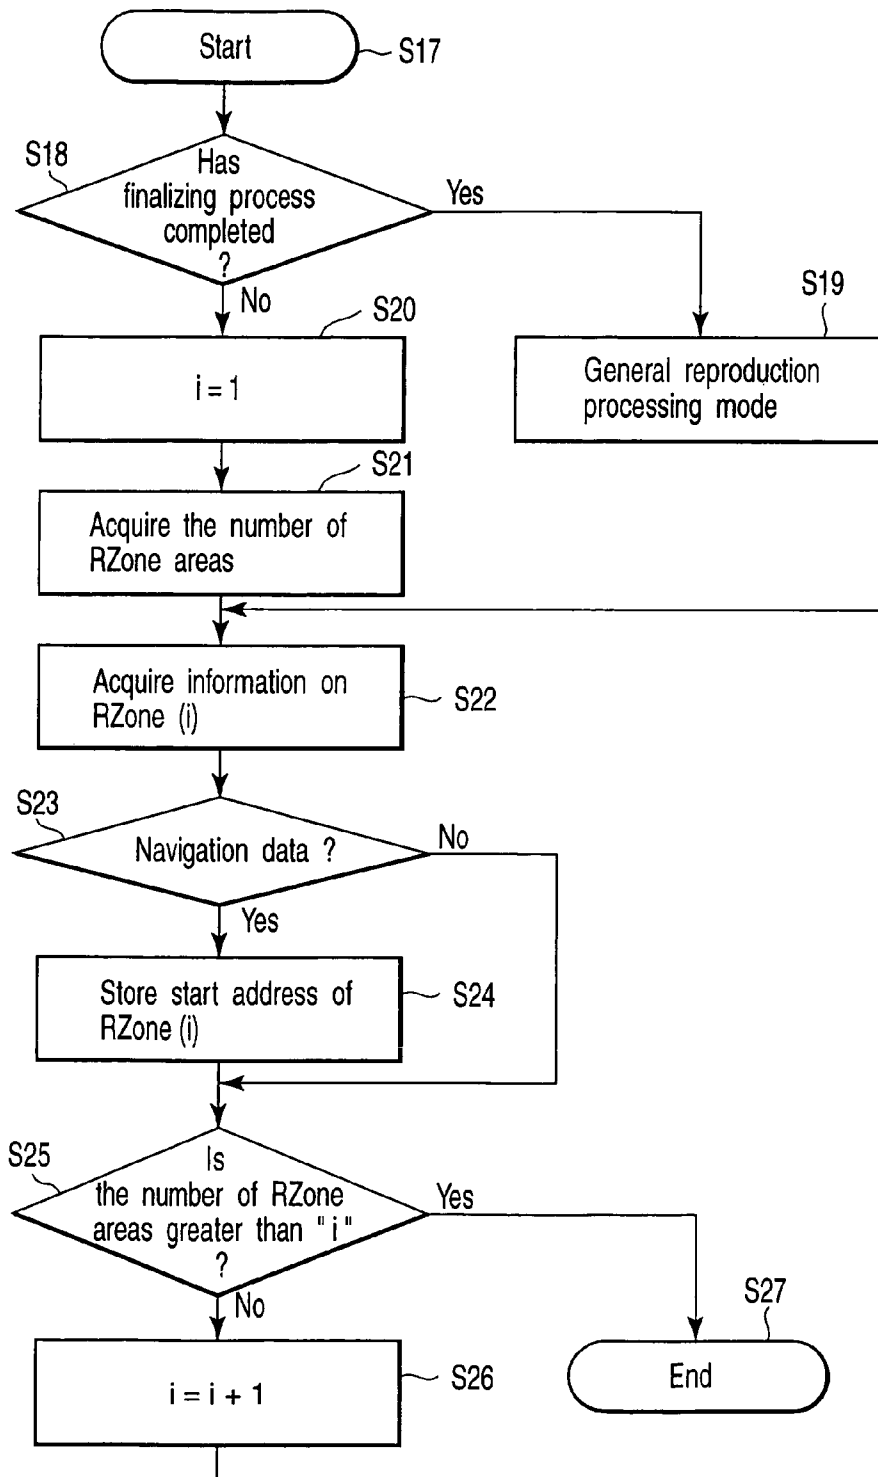 Start
S17
S18
Has
finalizing process
completed
?
Yes
No
S19
General reproduction
processing mode
S20
i = 1
S21
Acquire the number of
RZone areas
Acquire information on
RZone (i)
S22
S23
Navigation data ?
No
Yes
Store start address of
RZone (i)
S24
S25
Is
the number of RZone
areas greater than " i "
?
Yes
No
S27
End
i = i + 1
S26